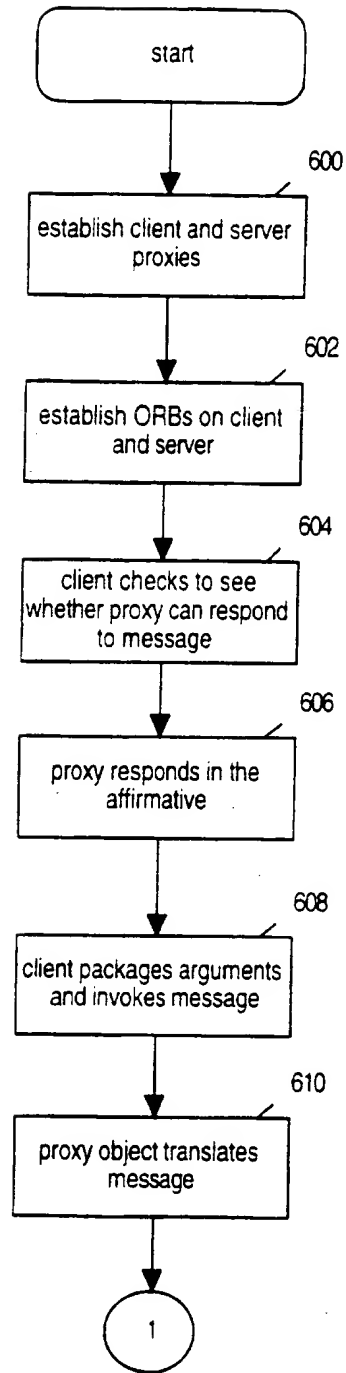 start
600
establish client and server
proxies
602
establish ORBs on client
and server
604
client checks to see
whether proxy can respond
to message
606
proxy responds in the
affirmative
608
client packages arguments
and invokes message
610
proxy object translates
message
1